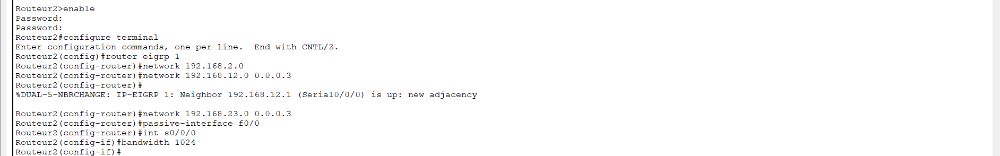 Routeur2>enable
Password:
Password:
Routeur2#configure terminal
Enter configuration commands, one per line.  End with CNTL/Z.
Routeur2(config)#router eigrp 1
Routeur2(config-router)#network 192.168.2.0
Routeur2(config-router)#network 192.168.12.0 0.0.0.3
Routeur2(config-router)#
%DUAL-5-NBRCHANGE: IP-EIGRP 1: Neighbor 192.168.12.1 (Serial0/0/0) is up: new adjacency
Routeur2(config-router)#network 192.168.23.0 0.0.0.3
Routeur2(config-router)#passive-interface f0/0
Routeur2(config-router)#int s0/0/0
Routeur2(config-if)#bandwidth 1024
Routeur2(config-if)#